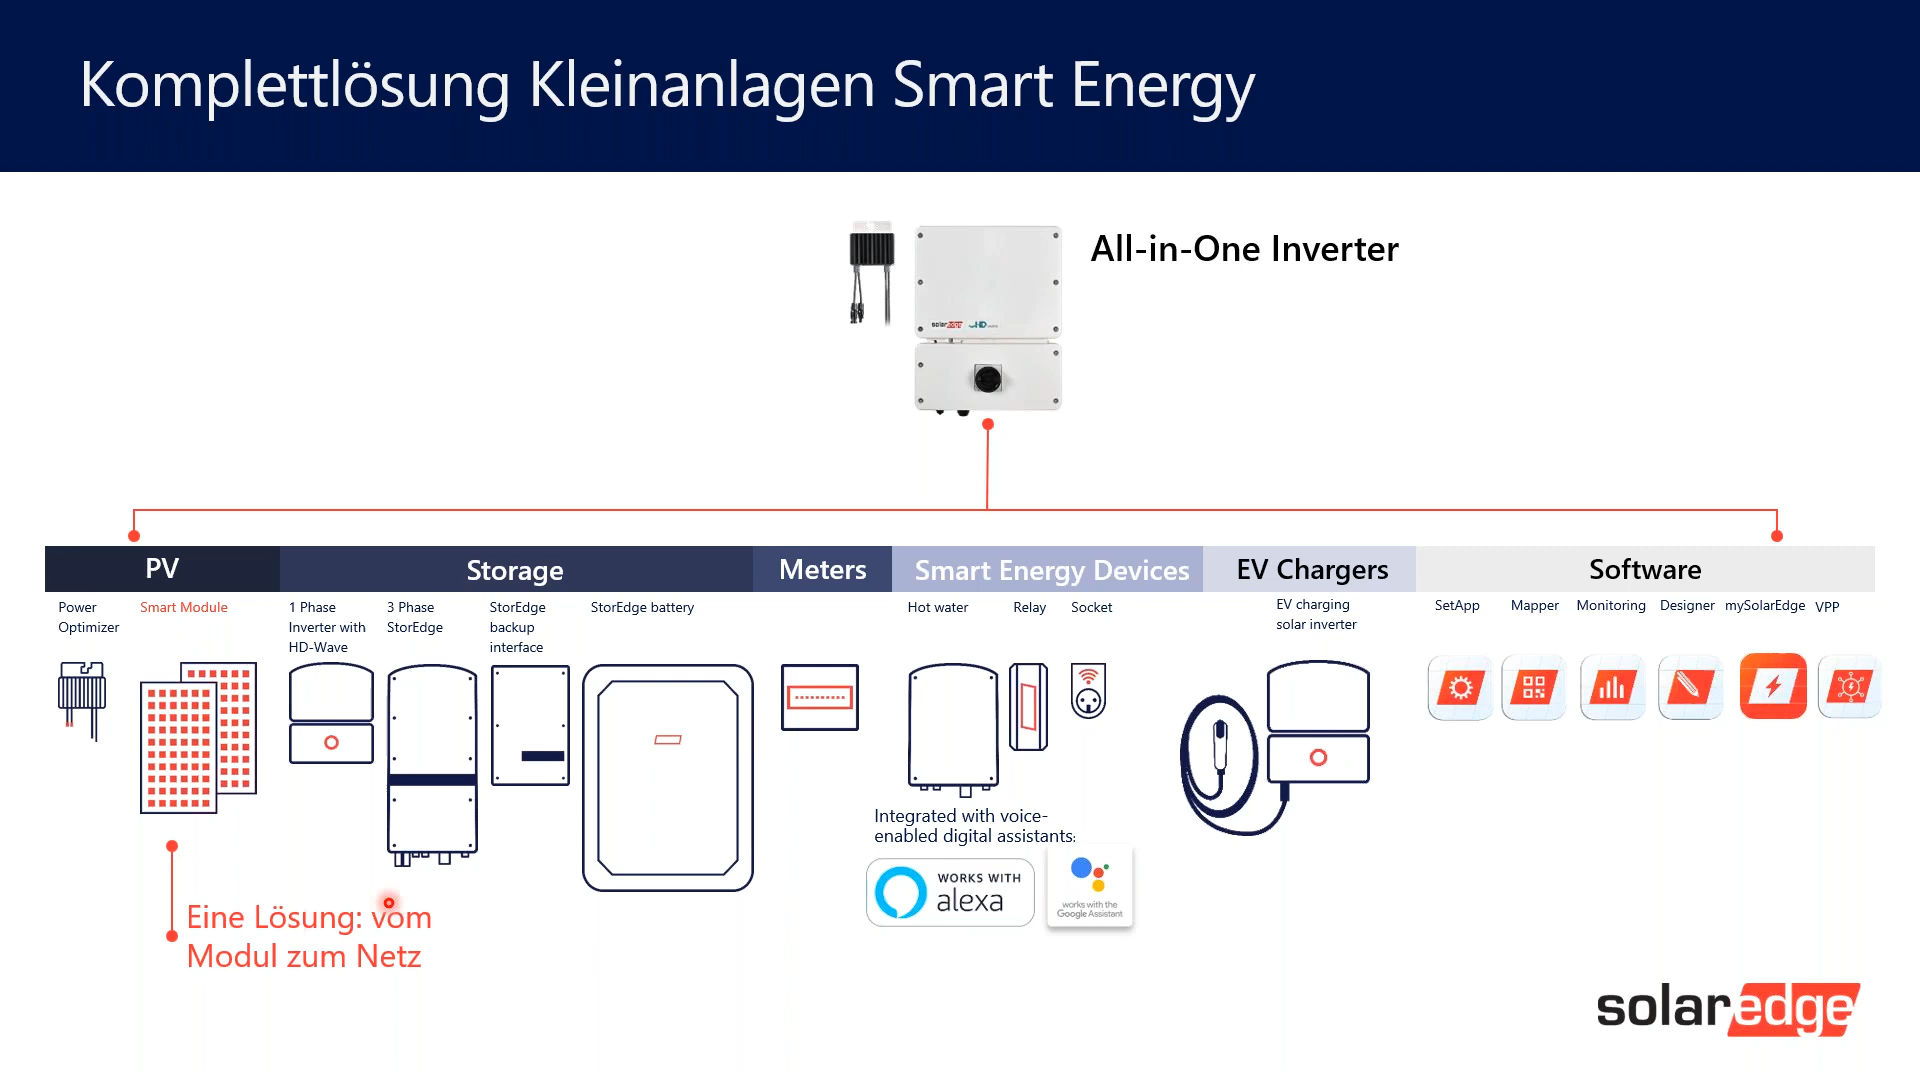 Komplettlösung Kleinanlagen Smart Energy
All-in-One Inverter
solaredge HD
PV
Storage
Meters
Smart Energy Devices
EV Chargers
Software
Power
Optimizer
Smart Module
1 Phase
Inverter with
HD-Wave
3 Phase
StorEdge
StorEdge
backup
interface
StorEdge battery
Hot water
Relay
Socket
EV charging
solar inverter
SetApp
Mapper
Monitoring
Designer
mySolarEdge
VPP
Integrated with voice-
enabled digital assistants:
WORKS WITH
alexa
works with the
Google Assistant
Eine Lösung: vom
Modul zum Netz
solaredge